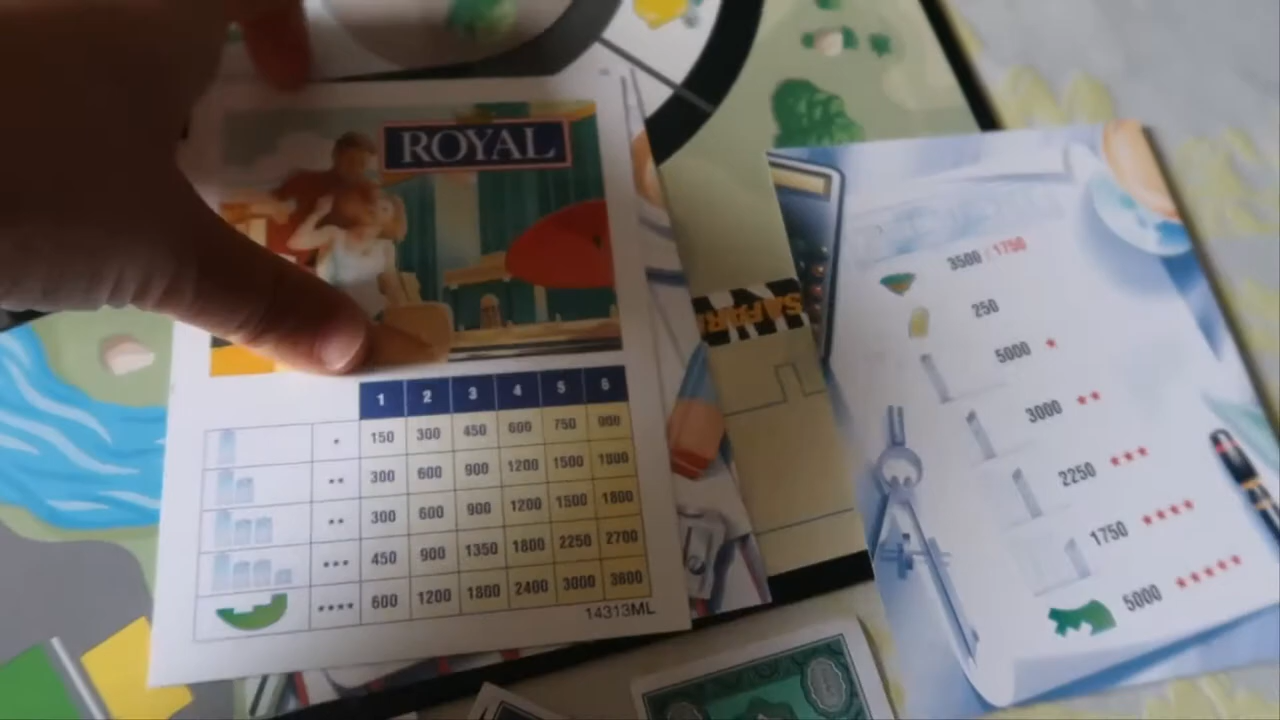 ROYAL
1 2 3 4 5 6
• 150 300 450 600 750 900
•• 300 600 900 1200 1500 1800
•• 300 600 900 1200 1500 1800
••• 450 900 1350 1800 2250 2700
•••• 600 1200 1800 2400 3000 3600
14313ML
SAFARI
3500 / 1750
250
5000 ★
3000 ★★
2250 ★★★
1750 ★★★★
5000 ★★★★★